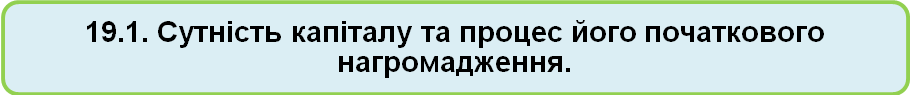 19.1. Сутність капіталу та процес його початкового
нагромадження.